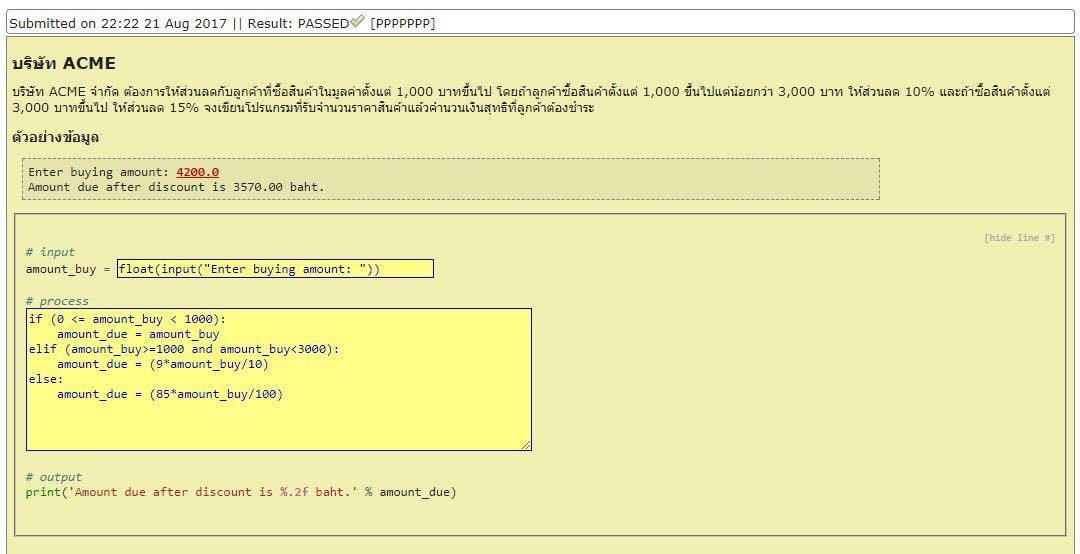 Submitted on 22:22 21 Aug 2017 || Result: PASSED [PPPPPPP]
บริษัท ACME
บริษัท ACME จำกัด ต้องการให้ส่วนลดกับลูกค้าที่ซื้อสินค้าในมูลค่าตั้งแต่ 1,000 บาทขึ้นไป โดยถ้าลูกค้าซื้อสินค้าตั้งแต่ 1,000 ขึ้นไปแต่น้อยกว่า 3,000 บาท ให้ส่วนลด 10% และถ้าซื้อสินค้าตั้งแต่
3,000 บาทขึ้นไป ให้ส่วนลด 15% จงเขียนโปรแกรมที่รับจำนวนราคาสินค้าแล้วคำนวนเงินสุทธิที่ลูกค้าต้องชำระ
ตัวอย่างข้อมูล
Enter buying amount: 4200.0
Amount due after discount is 3570.00 baht.
[hide line #]
# input
amount_buy = float(input("Enter buying amount: "))
# process
if (0 <= amount_buy < 1000):
    amount_due = amount_buy
elif (amount_buy>=1000 and amount_buy<3000):
    amount_due = (9*amount_buy/10)
else:
    amount_due = (85*amount_buy/100)
# output
print('Amount due after discount is %.2f baht.' % amount_due)